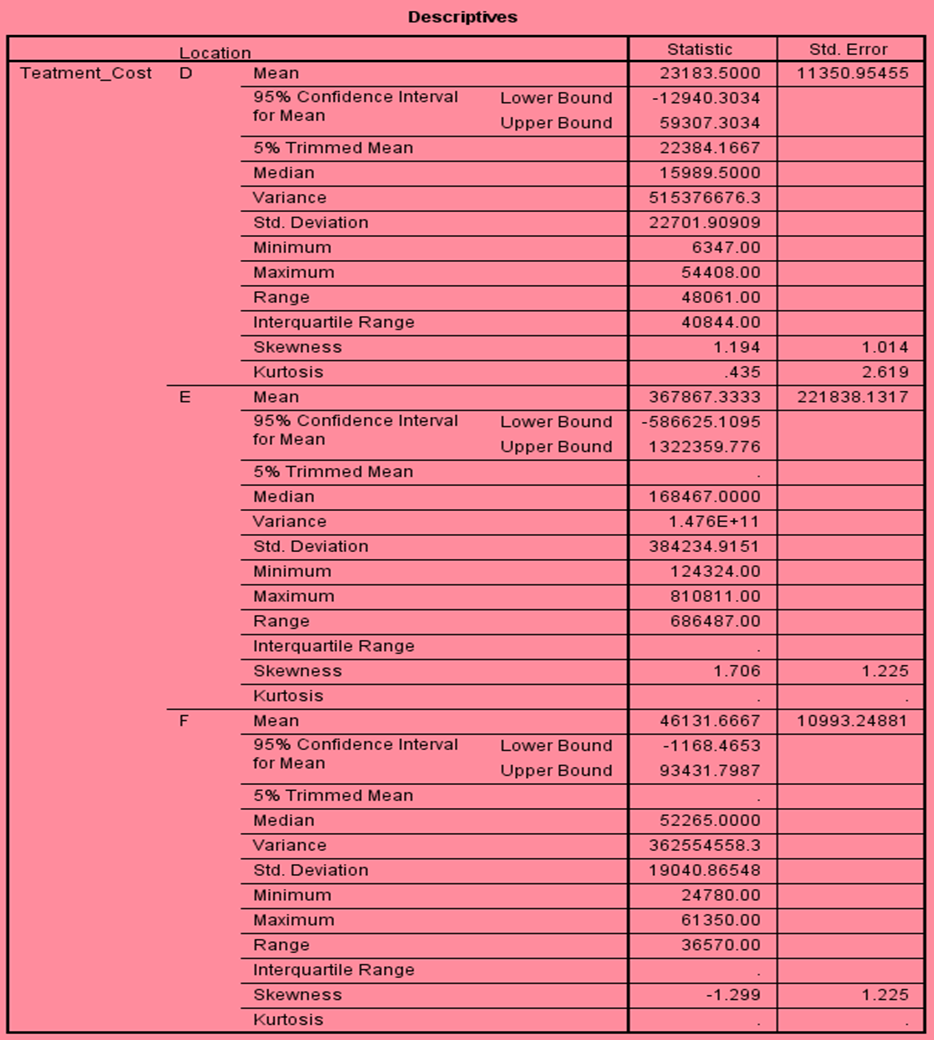 Descriptives
Location Statistic Std. Error
Teatment_Cost D Mean 23183.5000 11350.95455
95% Confidence Interval for Mean Lower Bound -12940.3034
Upper Bound 59307.3034
5% Trimmed Mean 22384.1667
Median 15989.5000
Variance 515376676.3
Std. Deviation 22701.90909
Minimum 6347.00
Maximum 54408.00
Range 48061.00
Interquartile Range 40844.00
Skewness 1.194 1.014
Kurtosis .435 2.619
E Mean 367867.3333 221838.1317
95% Confidence Interval for Mean Lower Bound -586625.1095
Upper Bound 1322359.776
5% Trimmed Mean .
Median 168467.0000
Variance 1.476E+11
Std. Deviation 384234.9151
Minimum 124324.00
Maximum 810811.00
Range 686487.00
Interquartile Range .
Skewness 1.706 1.225
Kurtosis . .
F Mean 46131.6667 10993.24881
95% Confidence Interval for Mean Lower Bound -1168.4653
Upper Bound 93431.7987
5% Trimmed Mean .
Median 52265.0000
Variance 362554558.3
Std. Deviation 19040.86548
Minimum 24780.00
Maximum 61350.00
Range 36570.00
Interquartile Range .
Skewness -1.299 1.225
Kurtosis . .